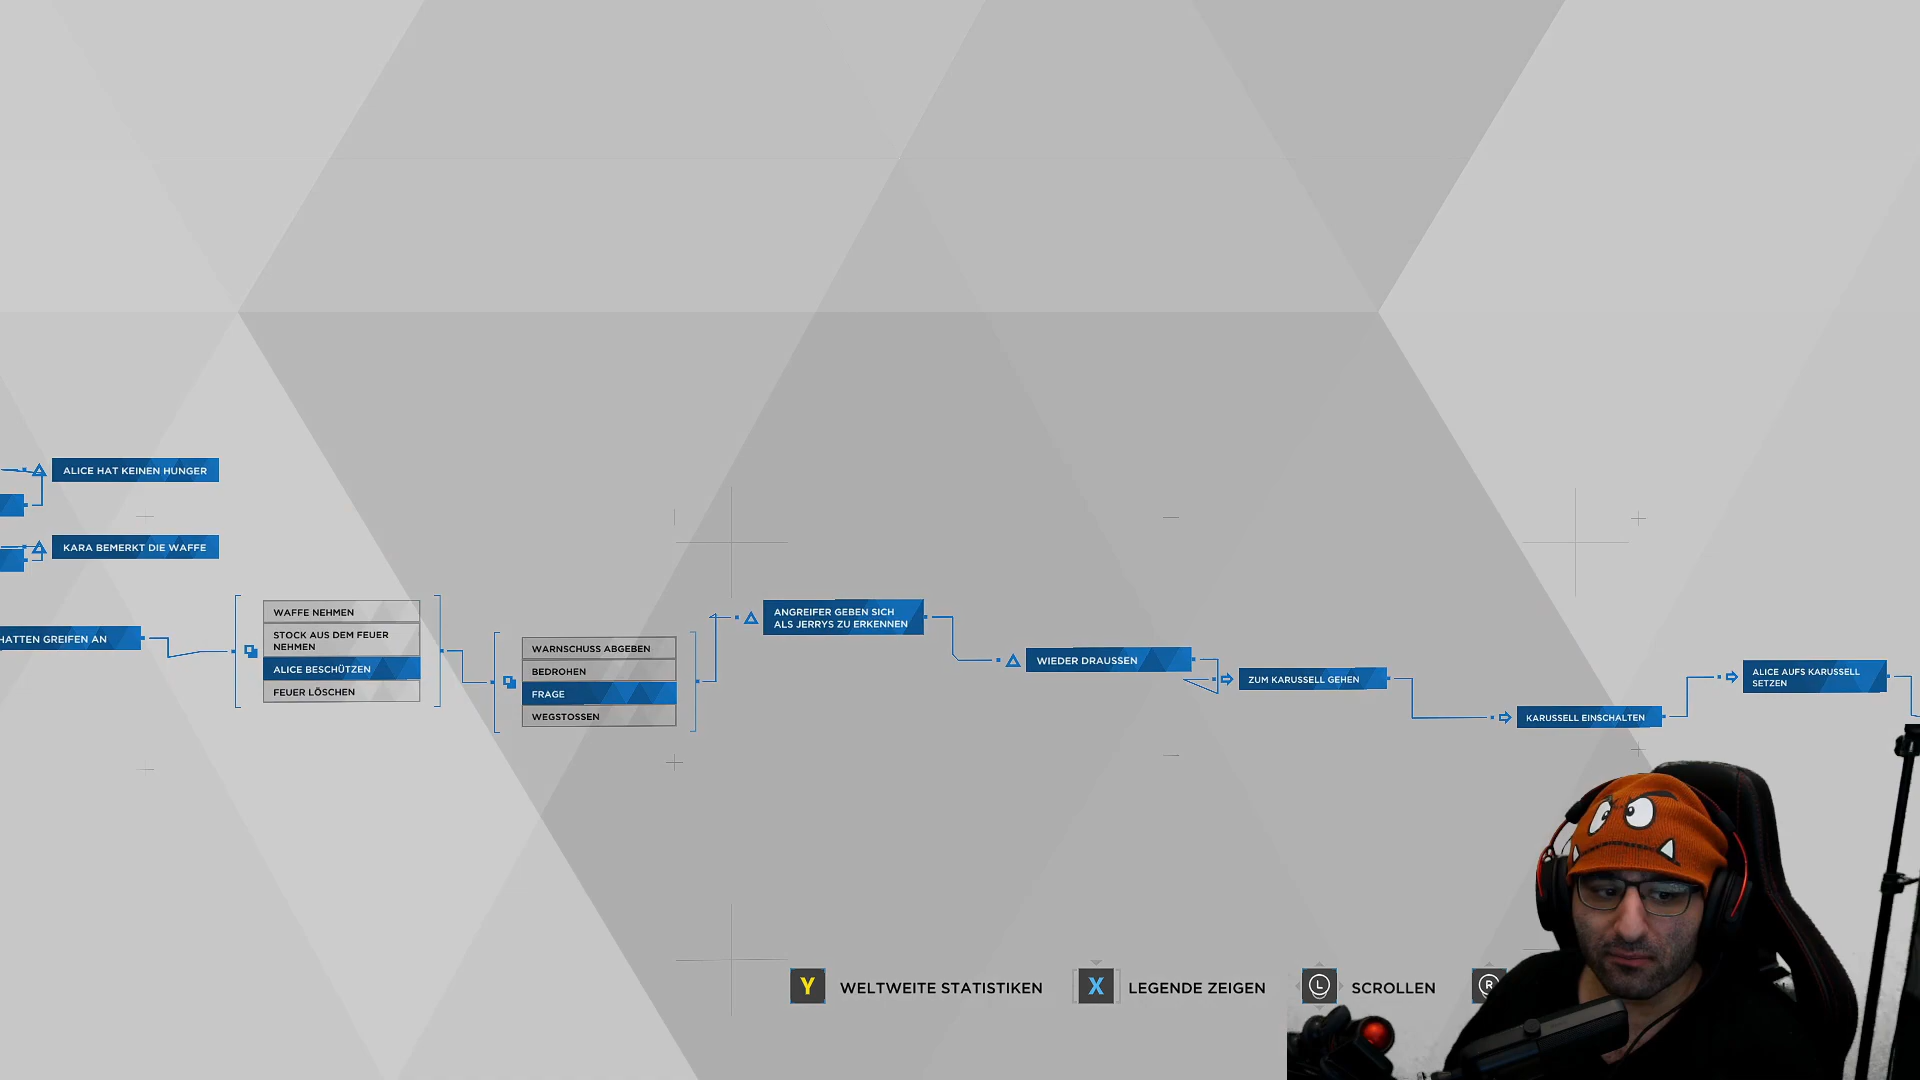 ALICE HAT KEINEN HUNGER
KARA BEMERKT DIE WAFFE
HATTEN GREIFEN AN
WAFFE NEHMEN
STOCK AUS DEM FEUER
NEHMEN
ALICE BESCHÜTZEN
FEUER LÖSCHEN
WARNSCHUSS ABGEBEN
BEDROHEN
FRAGE
WEGSTOSSEN
ANGREIFER GEBEN SICH
ALS JERRYS ZU ERKENNEN
WIEDER DRAUSSEN
ZUM KARUSSELL GEHEN
KARUSSELL EINSCHALTEN
ALICE AUFS KARUSSELL
SETZEN
Y WELTWEITE STATISTIKEN
X LEGENDE ZEIGEN
L SCROLLEN
R